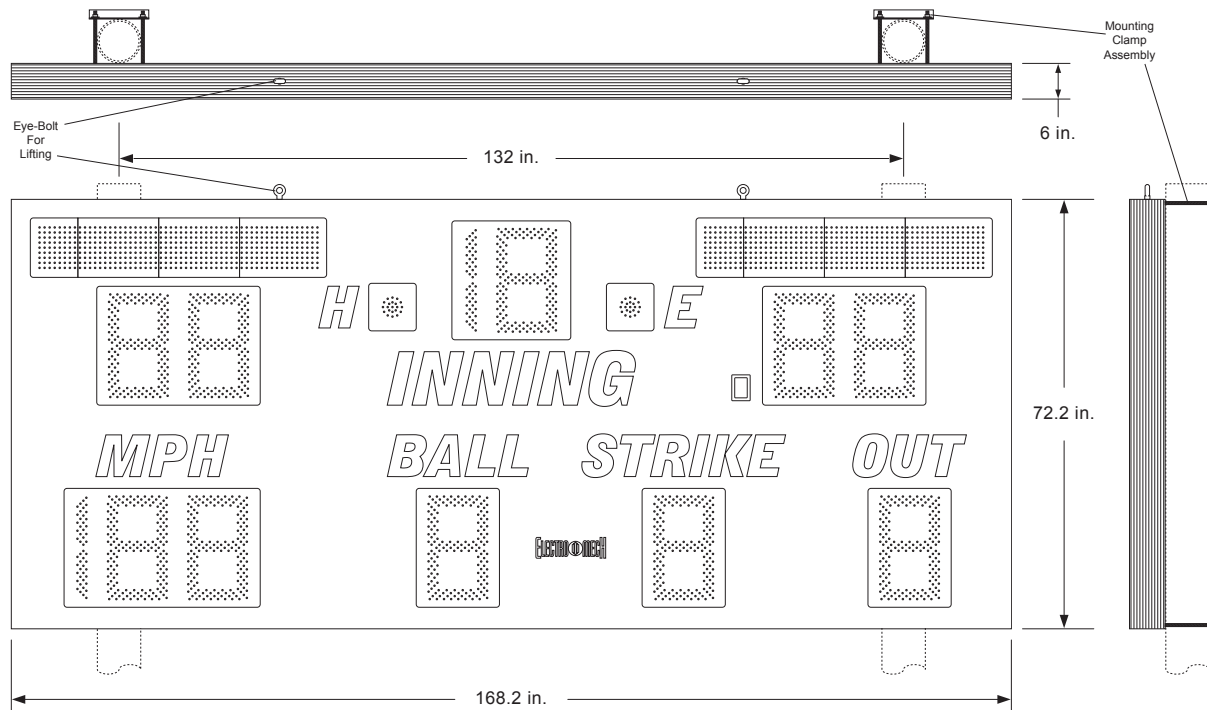 Mounting
Clamp
Assembly
Eye-Bolt
For
Lifting
6 in.
132 in.
H
E
INNING
72.2 in.
MPH
BALL
STRIKE
OUT
ELECTRO MECH
168.2 in.